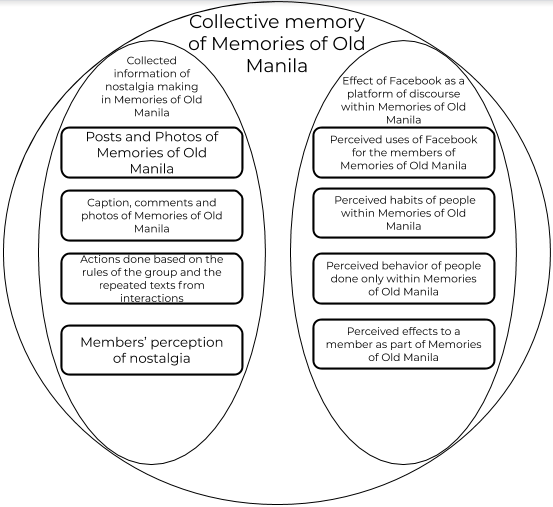 Collective memory
of Memories of Old
Manila
Collected
information of
nostalgia making
in Memories of Old
Manila
Posts and Photos of
Memories of Old
Manila
Caption, comments and
photos of Memories of Old
Manila
Actions done based on the
rules of the group and the
repeated texts from
interactions
Members' perception
of nostalgia
Effect of Facebook as a
platform of discourse
within Memories of Old
Manila
Perceived uses of Facebook
for the members of
Memories of Old Manila
Perceived habits of people
within Memories of Old
Manila
Perceived behavior of people
done only within Memories
of Old Manila
Perceived effects to a
member as part of Memories
of Old Manila